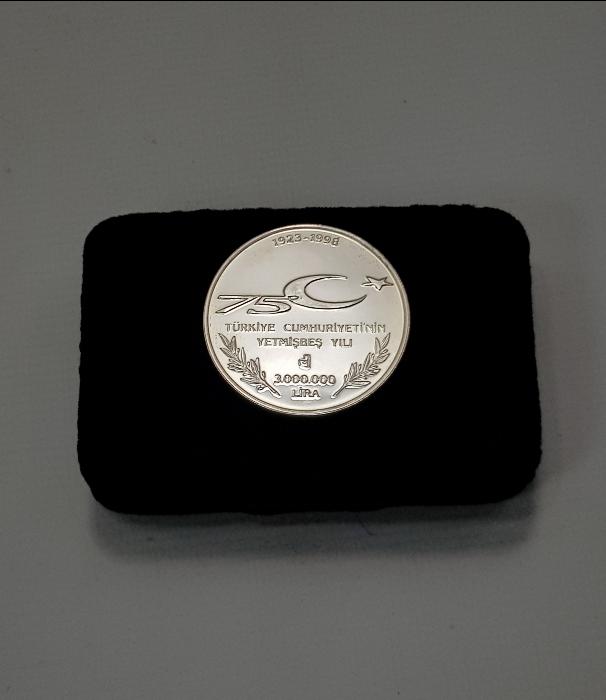 1923-1998
75
TÜRKİYE CUMHURİYETİ'NİN
YETMİŞBEŞ YILI
3.000.000
LİRA